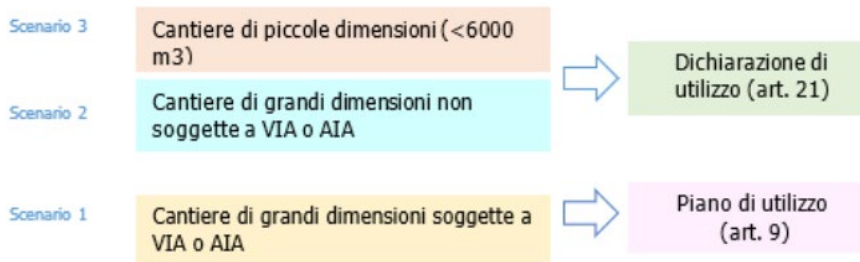 Scenario 3
Cantiere di piccole dimensioni (<6000
m3)
Dichiarazione di
utilizzo (art. 21)
Scenario 2
Cantiere di grandi dimensioni non
soggette a VIA o AIA
Scenario 1
Cantiere di grandi dimensioni soggette a
VIA o AIA
Piano di utilizzo
(art. 9)